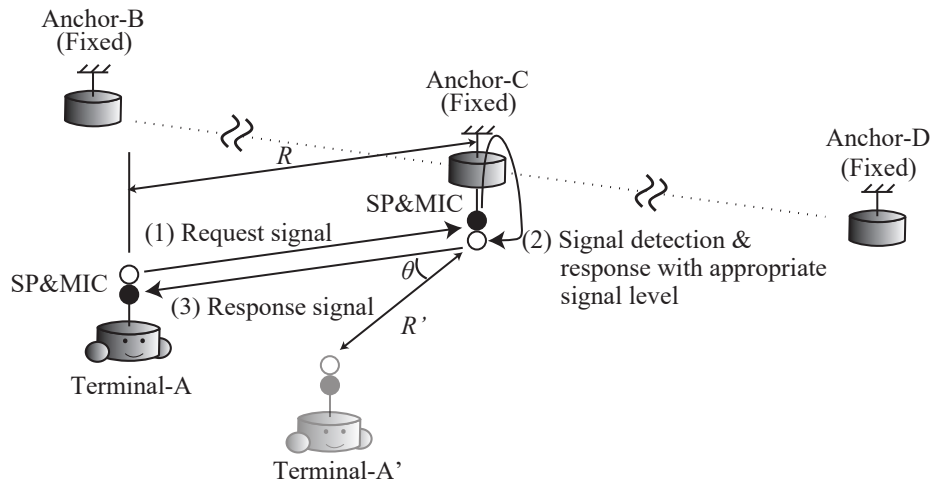 Anchor-B
(Fixed)
Anchor-C
(Fixed)
Anchor-D
(Fixed)
R
SP&MIC
(1) Request signal
(2) Signal detection &
response with appropriate
signal level
SP&MIC
θ
(3) Response signal
R’
Terminal-A
Terminal-A’